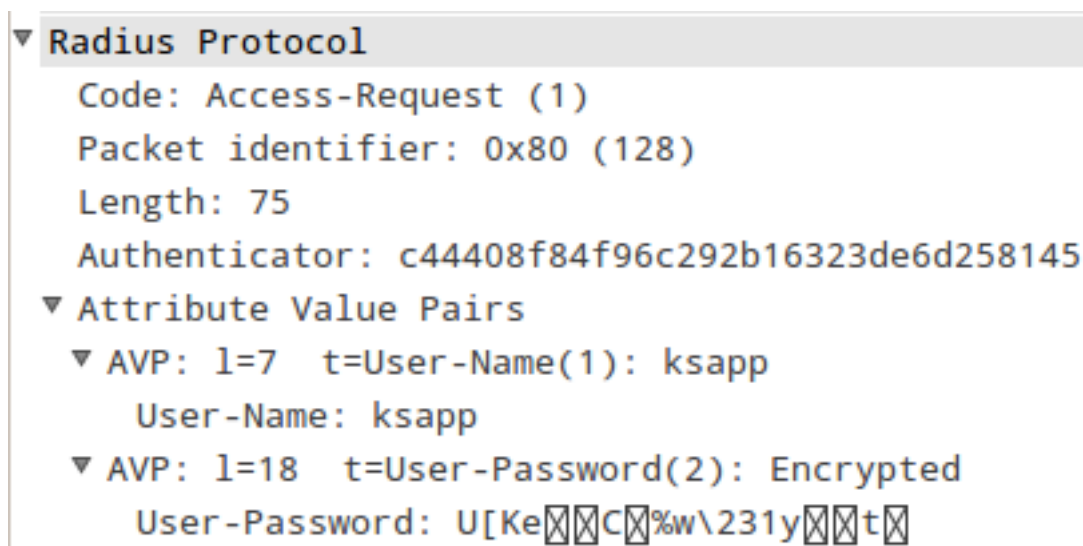 Radius Protocol
Code: Access-Request (1)
Packet identifier: 0x80 (128)
Length: 75
Authenticator: c44408f84f96c292b16323de6d258145
Attribute Value Pairs
AVP: l=7 t=User-Name(1): ksapp
User-Name: ksapp
AVP: l=18 t=User-Password(2): Encrypted
User-Password: U[Ke☒☒C☒%w\231y☒☒t☒